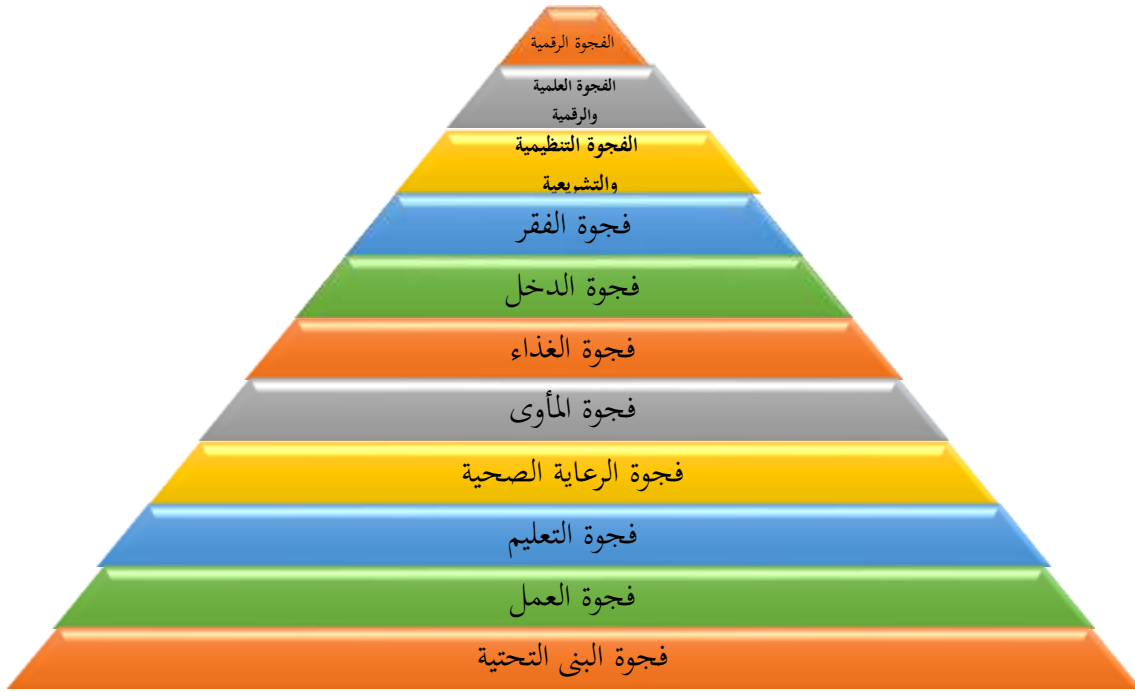 الفجوة الرقمية
الفجوة العلمية
والرقمية
الفجوة التنظيمية
والتشريعية
فجوة الفقر
فجوة الدخل
فجوة الغذاء
فجوة المأوى
فجوة الرعاية الصحية
فجوة التعليم
فجوة العمل
فجوة البنى التحتية